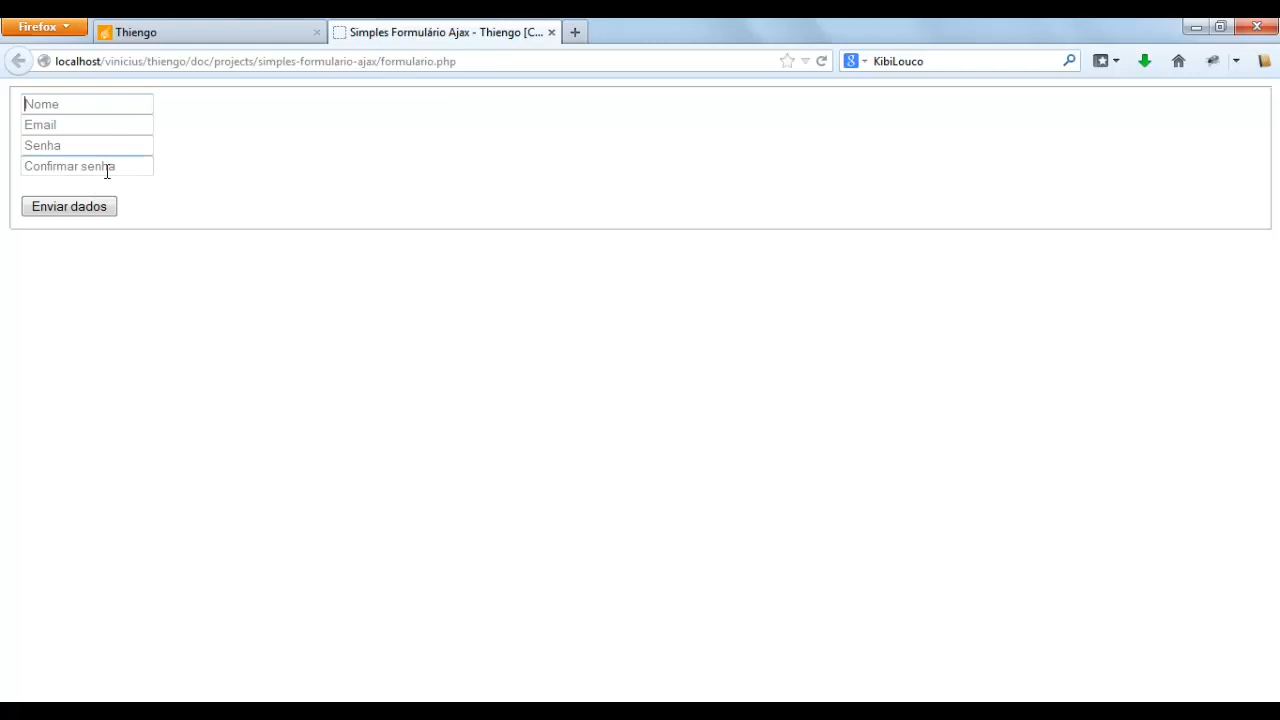 Firefox
Thiengo
Simples Formulário Ajax - Thiengo [C...
localhost/vinicius/thiengo/doc/projects/simples-formulario-ajax/formulario.php
KibiLouco
Nome
Email
Senha
Confirmar senha
Enviar dados